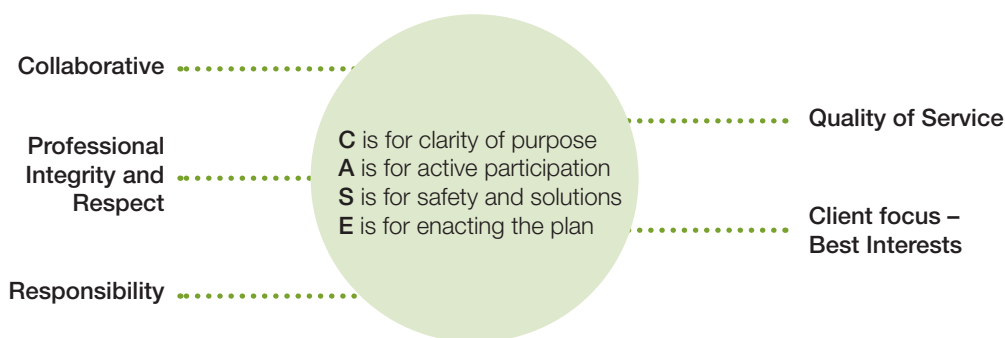 Collaborative
Professional
Integrity and
Respect
Responsibility
C is for clarity of purpose
A is for active participation
S is for safety and solutions
E is for enacting the plan
Quality of Service
Client focus –
Best Interests